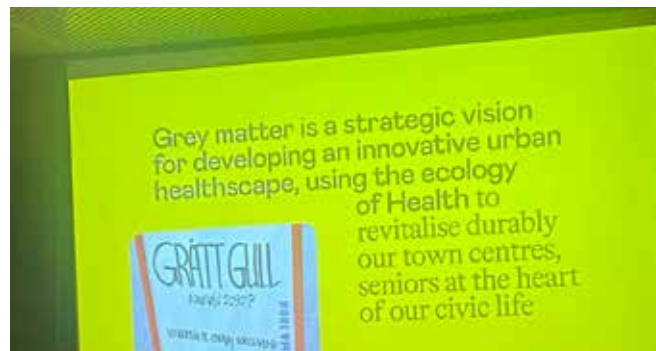 Grey matter is a strategic vision
for developing an innovative urban
healthscape, using the ecology
of Health to
revitalise durably
our town centres,
seniors at the heart
of our civic life
GRÅTT GULL